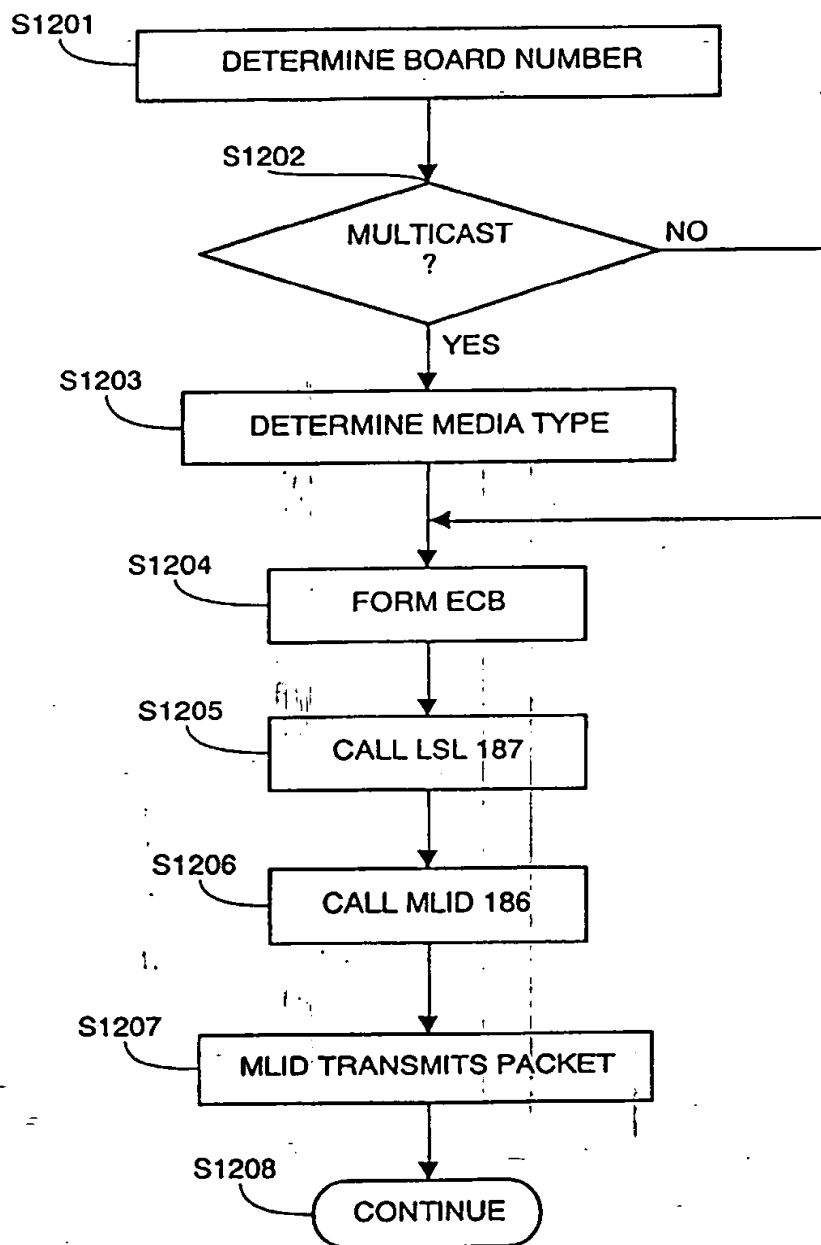 S1201
DETERMINE BOARD NUMBER
S1202
MULTICAST
?
NO
YES
S1203
DETERMINE MEDIA TYPE
S1204
FORM ECB
S1205
CALL LSL 187
S1206
CALL MLID 186
S1207
MLID TRANSMITS PACKET
S1208
CONTINUE